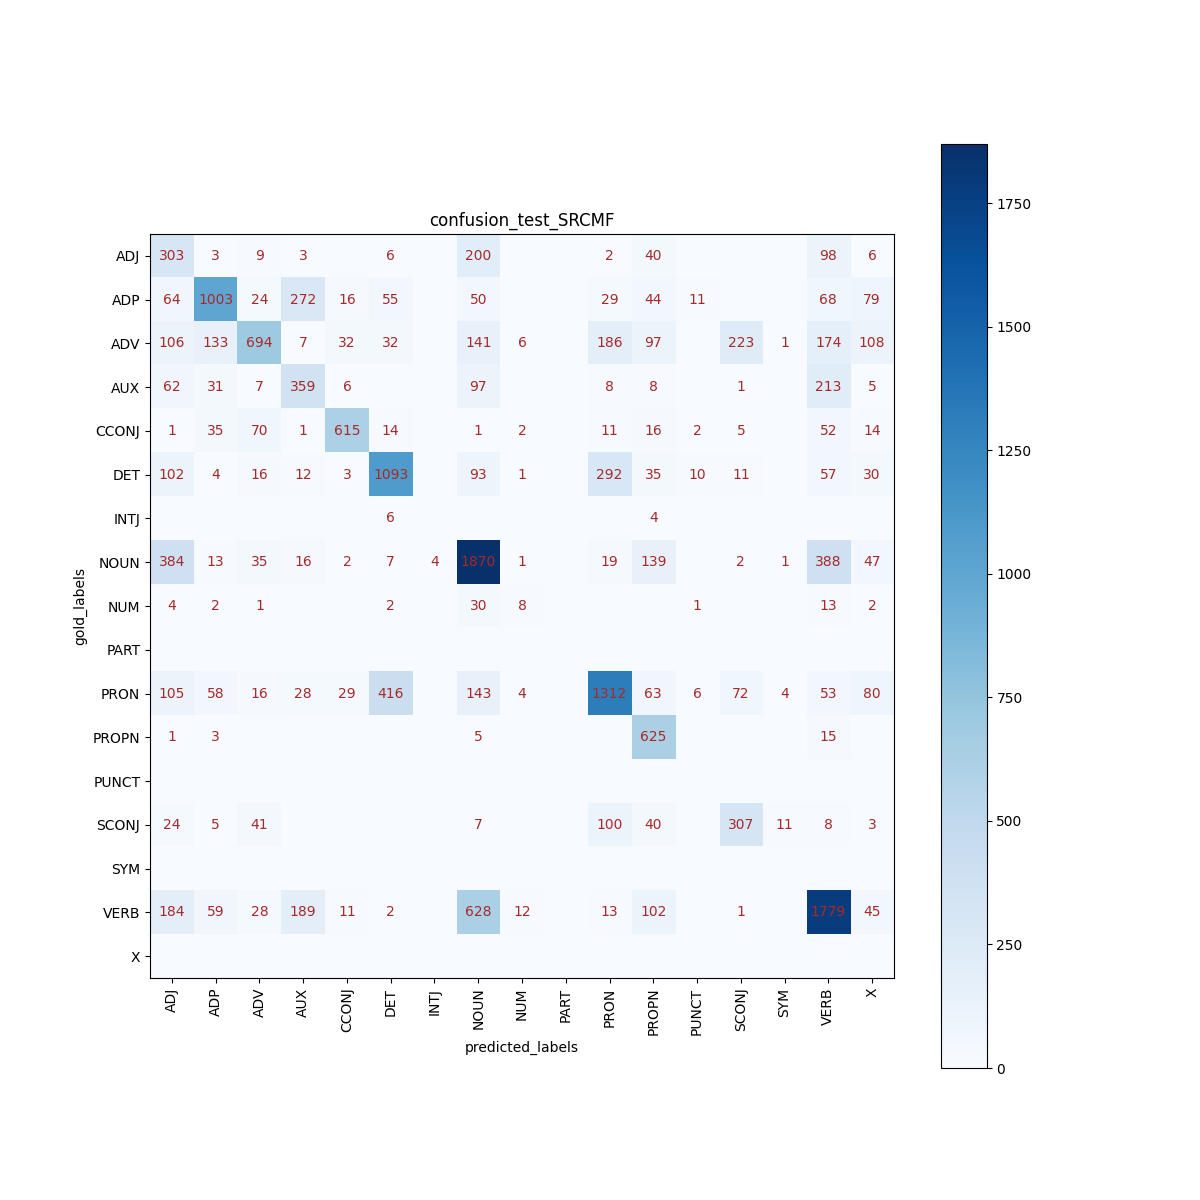 confusion_test_SRCMF
ADJ 303 3 9 3 6 200 2 40 98 6
ADP 64 1003 24 272 16 55 50 29 44 11 68 79
ADV 106 133 694 7 32 32 141 6 186 97 223 1 174 108
AUX 62 31 7 359 6 97 8 8 1 213 5
CCONJ 1 35 70 1 615 14 1 2 11 16 2 5 52 14
DET 102 4 16 12 3 1093 93 1 292 35 10 11 57 30
INTJ 6 4
NOUN 384 13 35 16 2 7 4 1870 1 19 139 2 1 388 47
NUM 4 2 1 2 30 8 1 13 2
PART
PRON 105 58 16 28 29 416 143 4 1312 63 6 72 4 53 80
PROPN 1 3 5 625 15
PUNCT
SCONJ 24 5 41 7 100 40 307 11 8 3
SYM
VERB 184 59 28 189 11 2 628 12 13 102 1 1779 45
X
ADJ ADP ADV AUX CCONJ DET INTJ NOUN NUM PART PRON PROPN PUNCT SCONJ SYM VERB X
predicted_labels
gold_labels
1750
1500
1250
1000
750
500
250
0